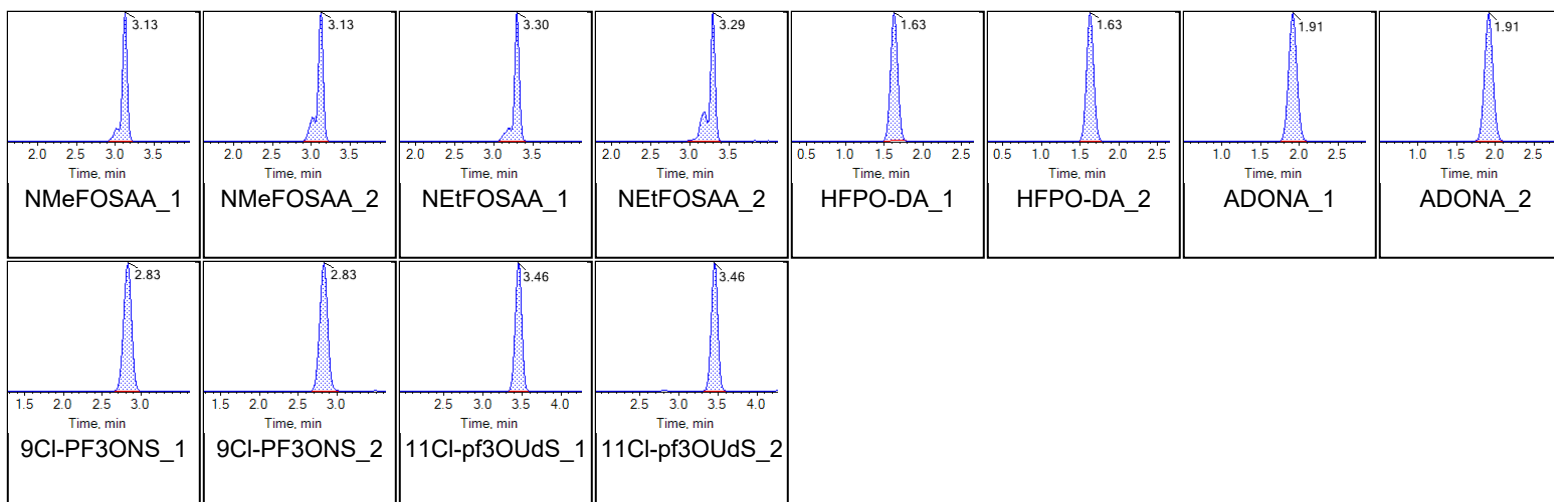 3.13 3.13 3.30 3.29 1.63 1.63 1.91 1.91
2.0 2.5 3.0 3.5 2.0 2.5 3.0 3.5 2.0 2.5 3.0 3.5 2.0 2.5 3.0 3.5 0.5 1.0 1.5 2.0 2.5 0.5 1.0 1.5 2.0 2.5 1.0 1.5 2.0 2.5 1.0 1.5 2.0 2.5
Time, min Time, min Time, min Time, min Time, min Time, min Time, min Time, min
NMeFOSAA_1 NMeFOSAA_2 NEtFOSAA_1 NEtFOSAA_2 HFPO-DA_1 HFPO-DA_2 ADONA_1 ADONA_2
2.83 2.83 3.46 3.46
1.5 2.0 2.5 3.0 1.5 2.0 2.5 3.0 2.5 3.0 3.5 4.0 2.5 3.0 3.5 4.0
Time, min Time, min Time, min Time, min
9Cl-PF3ONS_1 9Cl-PF3ONS_2 11Cl-pf3OUdS_1 11Cl-pf3OUdS_2